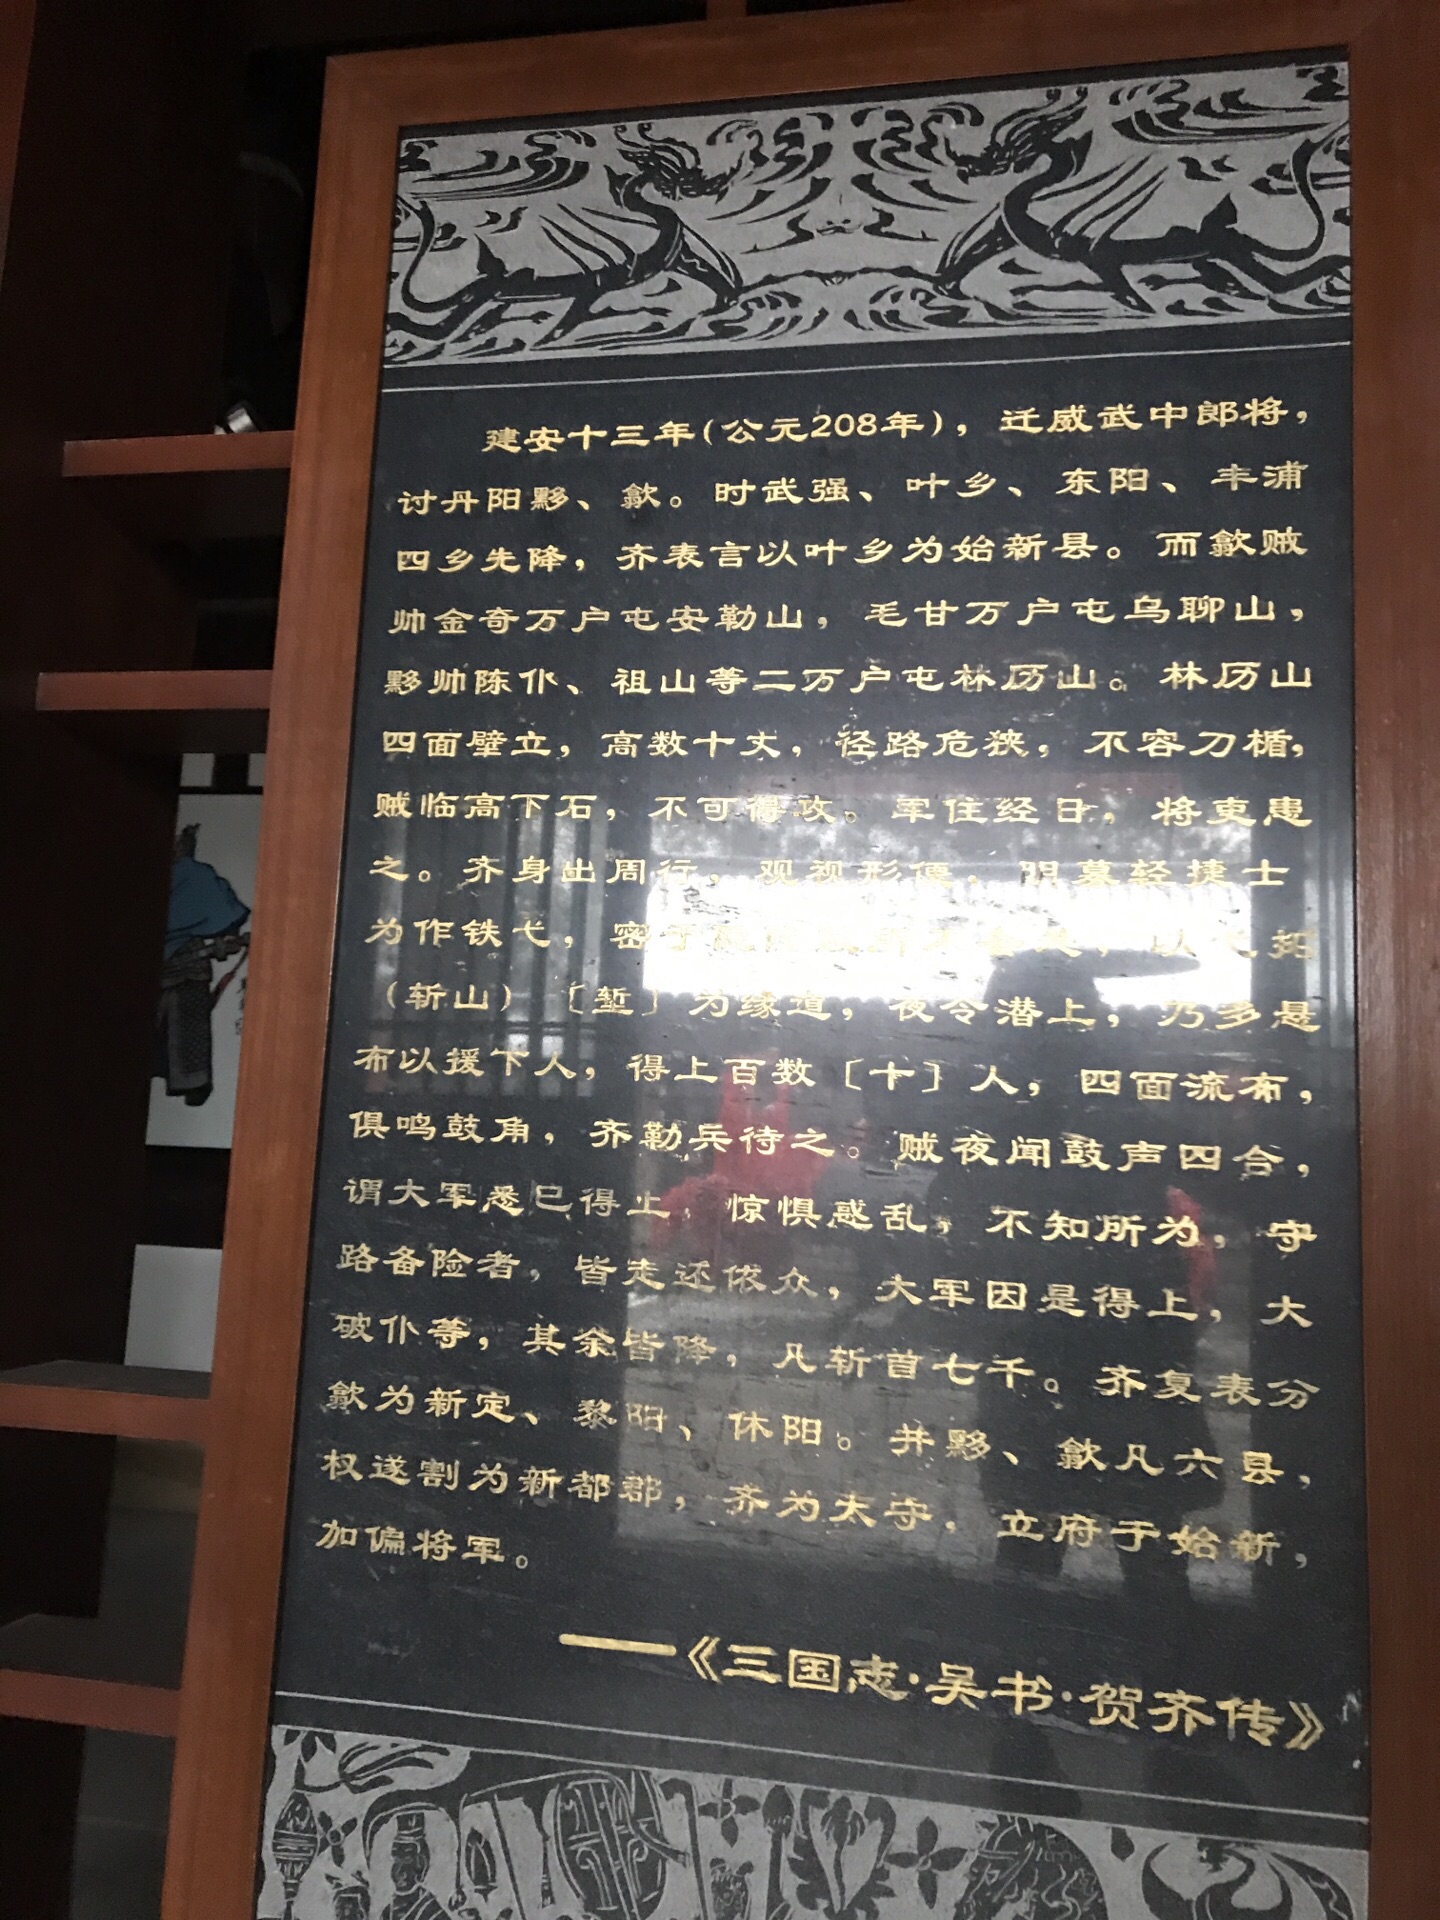 建安十三年(公元208年)，迁威武中郎将，
讨丹阳黟、歙。时武强、叶乡、东阳、丰浦
四乡先降，齐表言以叶乡为始新县。而歙贼
帅金奇万户屯安勒山，毛甘万户屯乌聊山，
黟帅陈仆、祖山等二万户屯林历山。林历山
四面壁立，高数十丈，径路危狭，不容刀楯，
贼临高下石，不可得攻。军住经日，将吏患
之。齐身出周行，观视形便，阴募轻捷士
为作铁弋，密于，以弋拓
（斩山）〔堑〕为缘道，夜令潜上，乃多悬
布以援下人，得上百数〔十〕人，四面流布，
俱鸣鼓角，齐勒兵待之。贼夜闻鼓声四合，
谓大军悉已得上，惊惧惑乱，不知所为，守
路备险者，皆走还依众，大军因是得上，大
破仆等，其余皆降，凡斩首七千。齐复表分
歙为新定、黎阳、休阳。并黟、歙凡六县，
权遂割为新都郡，齐为太守，立府于始新，
加偏将军。
——《三国志·吴书·贺齐传》